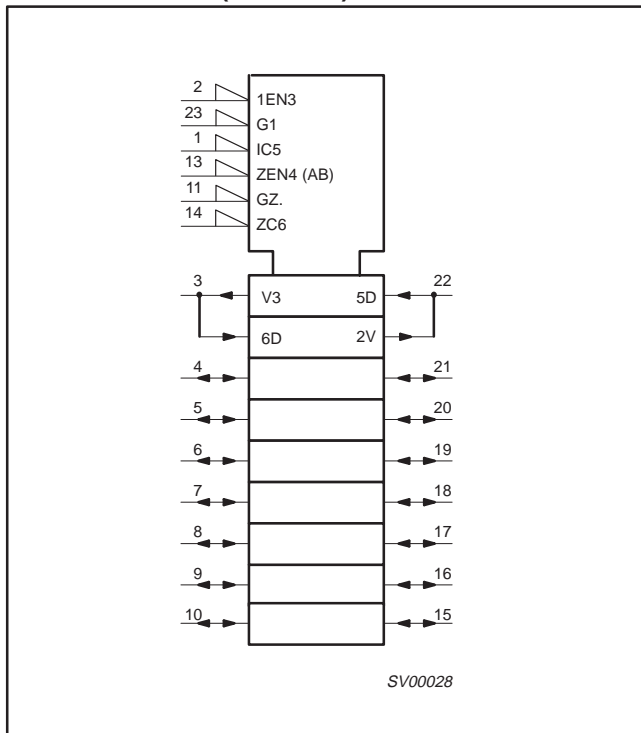 2 1EN3
23 G1
1 IC5
13 ZEN4 (AB)
11 GZ.
14 ZC6
3 V3 5D 22
6D 2V
4 21
5 20
6 19
7 18
8 17
9 16
10 15
SV00028